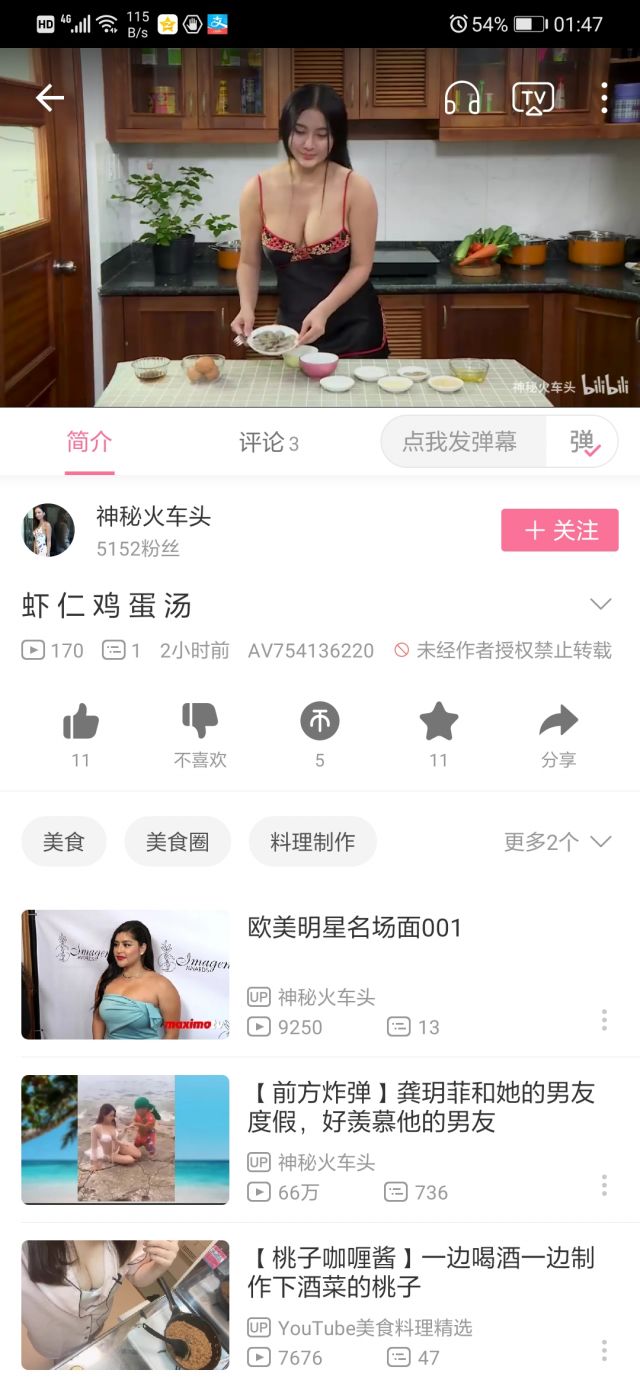 HD 4G 115 B/s 支 54% 01:47
TV
神秘火车头 bilibili
简介 评论 3 点我发弹幕 弹
神秘火车头
5152粉丝
+ 关注
虾 仁 鸡 蛋 汤
170 1 2小时前 AV754136220 未经作者授权禁止转载
11 不喜欢 5 11 分享
美食 美食圈 料理制作 更多2个
欧美明星名场面001
Imagen AWARDS
Imagen AWARDS
maximo TV
UP 神秘火车头
9250 13
【前方炸弹】龚玥菲和她的男友
度假，好羡慕他的男友
UP 神秘火车头
66万 736
【桃子咖喱酱】一边喝酒一边制
作下酒菜的桃子
UP YouTube美食料理精选
7676 47